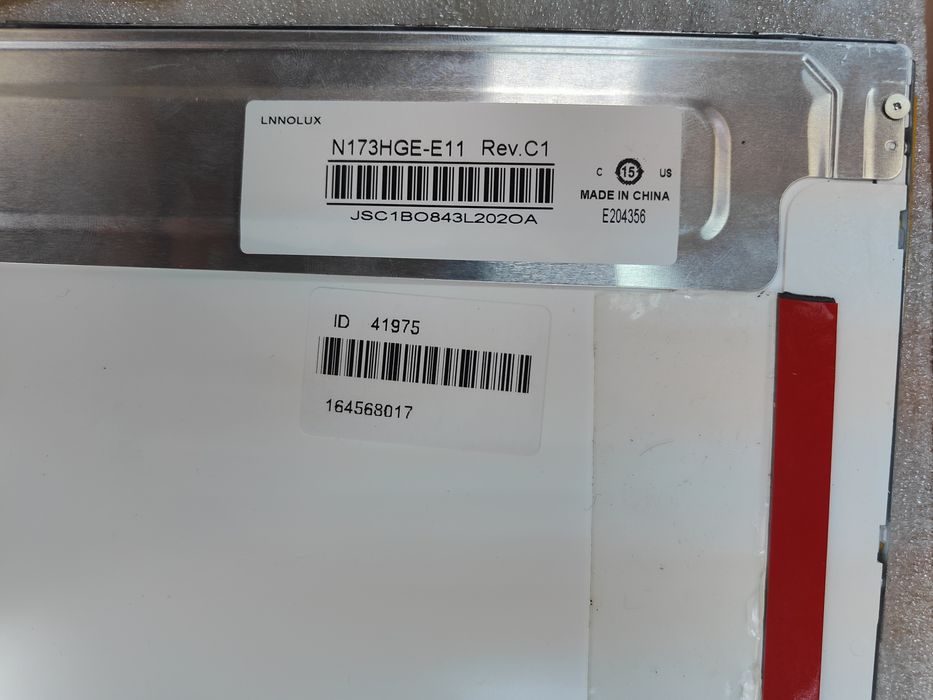 LNNOLUX
N173HGE-E11 Rev.C1
JSC1BO843L202OA
C 15 US
MADE IN CHINA
E204356
ID 41975
164568017